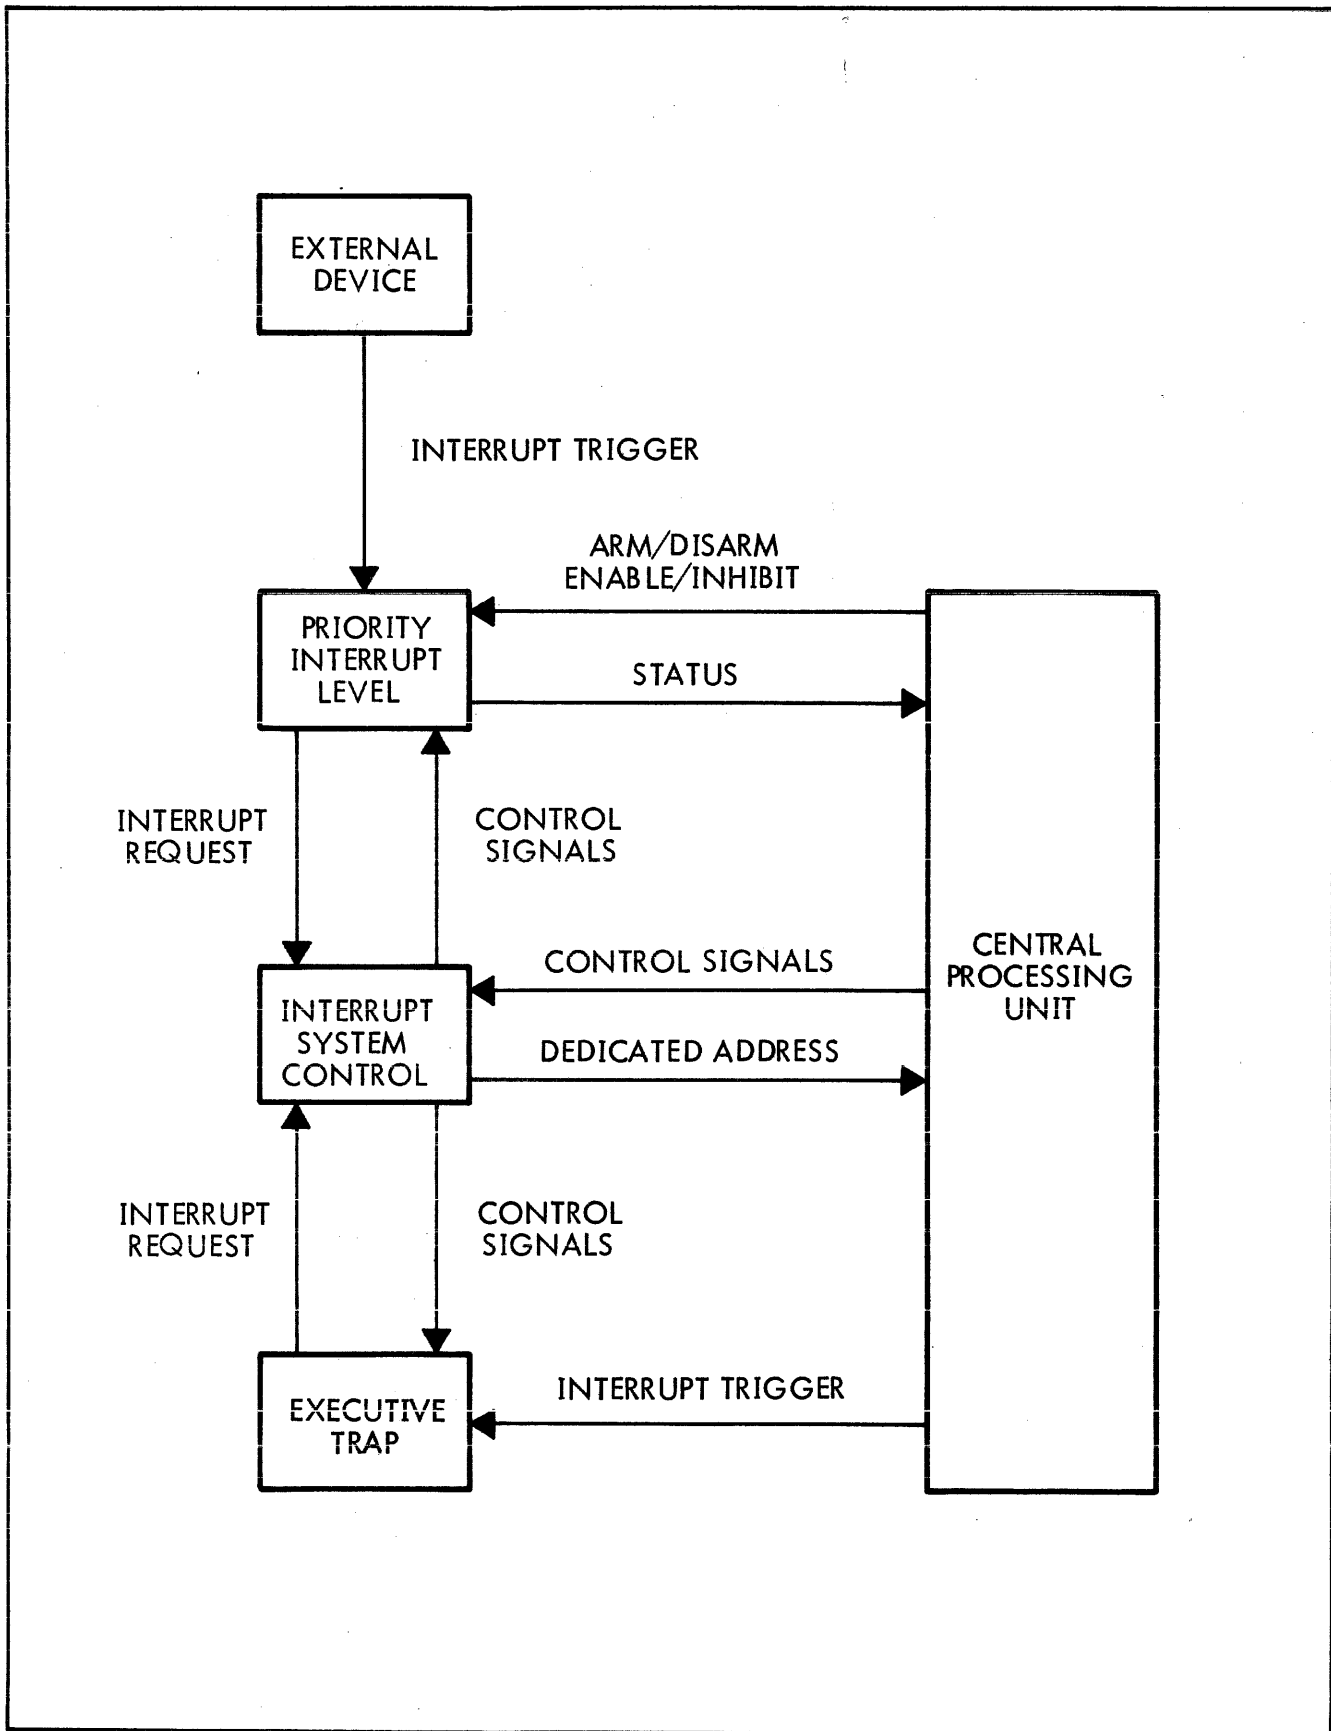 EXTERNAL
DEVICE
INTERRUPT TRIGGER
ARM/DISARM
ENABLE/INHIBIT
PRIORITY
INTERRUPT
LEVEL
STATUS
INTERRUPT
REQUEST
CONTROL
SIGNALS
CENTRAL
PROCESSING
UNIT
CONTROL SIGNALS
INTERRUPT
SYSTEM
CONTROL
DEDICATED ADDRESS
INTERRUPT
REQUEST
CONTROL
SIGNALS
EXECUTIVE
TRAP
INTERRUPT TRIGGER